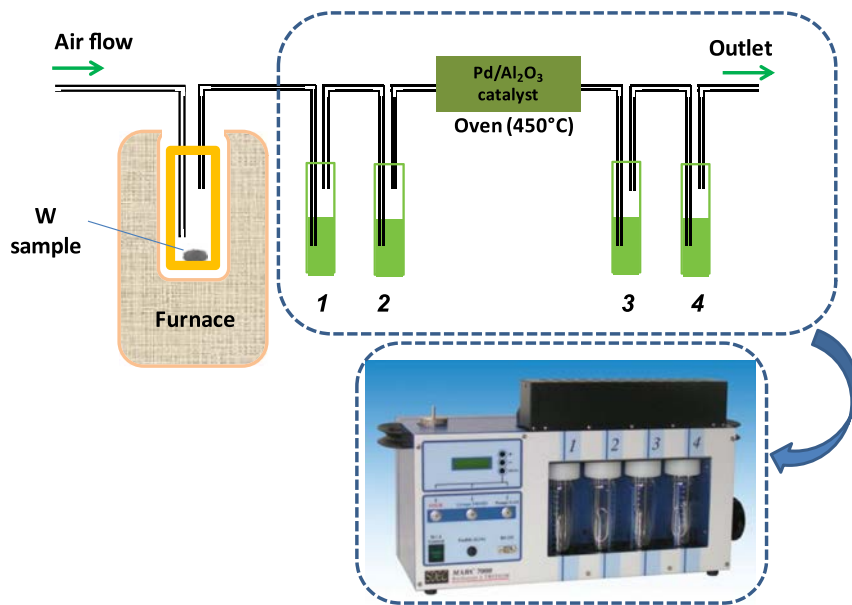 Air flow
Outlet
Pd/Al₂O₃
catalyst
Oven (450°C)
W
sample
1
2
3
4
Furnace
1
2
3
4
SDEC
MARC 7000